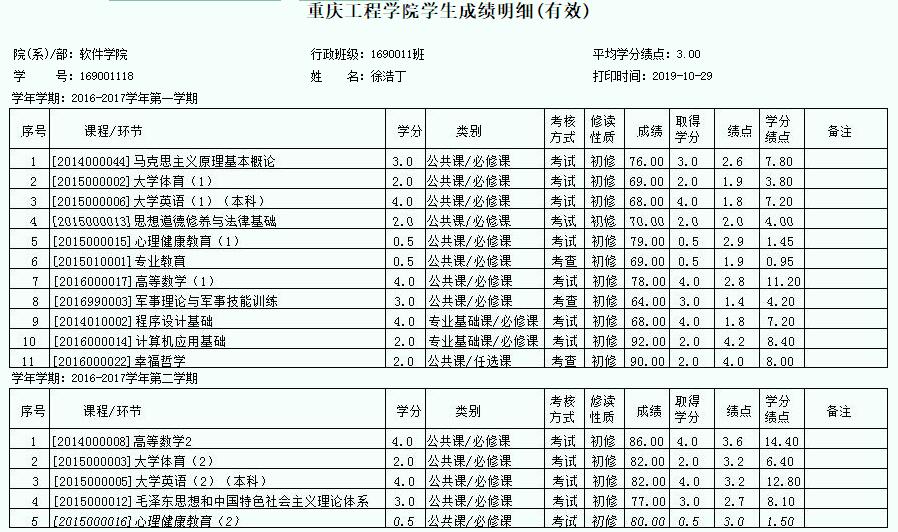 重庆工程学院学生成绩明细(有效)
院(系)/部：软件学院 行政班级：1690011班 平均学分绩点：3.00
学 号：169001118 姓 名：徐洁丁 打印时间：2019-10-29
学年学期：2016-2017学年第一学期
序号 课程/环节 学分 类别 考核方式 修读性质 成绩 取得学分 绩点 学分绩点 备注
1 [2014000044]马克思主义原理基本概论 3.0 公共课/必修课 考试 初修 76.00 3.0 2.6 7.80
2 [2015000002]大学体育（1） 2.0 公共课/必修课 考试 初修 69.00 2.0 1.9 3.80
3 [2015000006]大学英语（1）（本科） 4.0 公共课/必修课 考试 初修 68.00 4.0 1.8 7.20
4 [2015000013]思想道德修养与法律基础 2.0 公共课/必修课 考试 初修 70.00 2.0 2.0 4.00
5 [2015000015]心理健康教育（1） 0.5 公共课/必修课 考试 初修 79.00 0.5 2.9 1.45
6 [2015010001]专业教育 0.5 公共课/必修课 考查 初修 69.00 0.5 1.9 0.95
7 [2016000017]高等数学（1） 4.0 公共课/必修课 考试 初修 78.00 4.0 2.8 11.20
8 [2016990003]军事理论与军事技能训练 3.0 公共课/必修课 考查 初修 64.00 3.0 1.4 4.20
9 [2014010002]程序设计基础 4.0 专业基础课/必修课 考试 初修 68.00 4.0 1.8 7.20
10 [2016000014]计算机应用基础 2.0 专业基础课/必修课 考试 初修 92.00 2.0 4.2 8.40
11 [2016000022]幸福哲学 2.0 公共课/任选课 考查 初修 90.00 2.0 4.0 8.00
学年学期：2016-2017学年第二学期
序号 课程/环节 学分 类别 考核方式 修读性质 成绩 取得学分 绩点 学分绩点 备注
1 [2014000008]高等数学2 4.0 公共课/必修课 考试 初修 86.00 4.0 3.6 14.40
2 [2015000003]大学体育（2） 2.0 公共课/必修课 考试 初修 82.00 2.0 3.2 6.40
3 [2015000005]大学英语（2）（本科） 4.0 公共课/必修课 考试 初修 82.00 4.0 3.2 12.80
4 [2015000012]毛泽东思想和中国特色社会主义理论体系 3.0 公共课/必修课 考试 初修 77.00 3.0 2.7 8.10
5 [2015000016]心理健康教育（2） 0.5 公共课/必修课 考试 初修 80.00 0.5 3.0 1.50